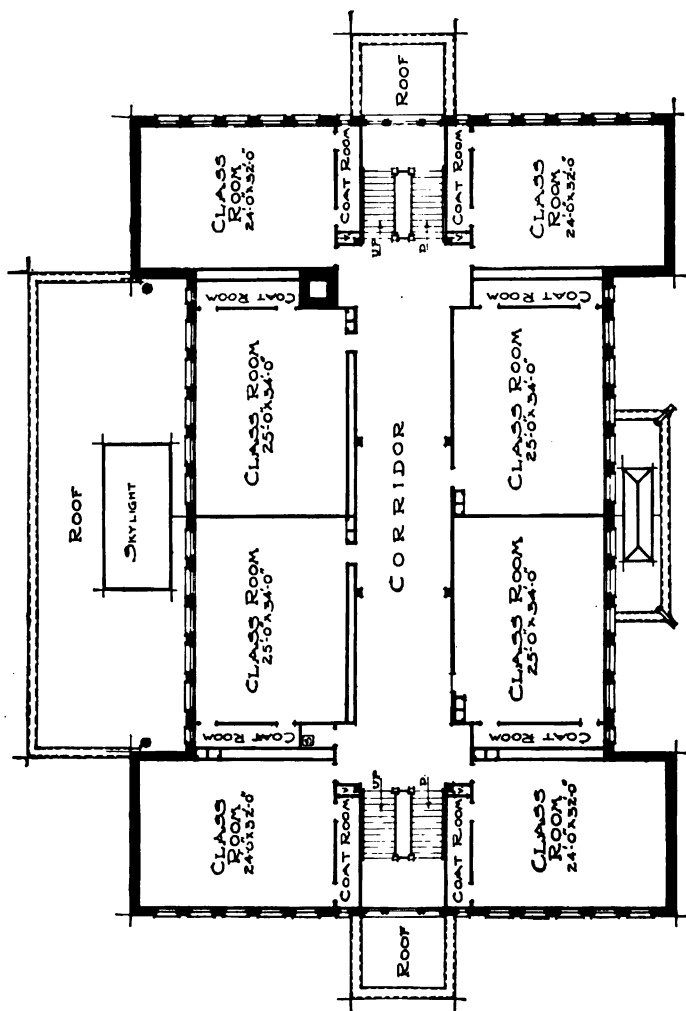 ROOF
CLASS
ROOM
24'-0"X32'-0"
COAT ROOM
COAT ROOM
CLASS
ROOM
24'-0"X32'-0"
UP
D.
COAT ROOM
COAT ROOM
CLASS ROOM
25'-0"X34'-0"
CLASS ROOM
25'-0"X34'-0"
CORRIDOR
ROOF
SKYLIGHT
CLASS ROOM
25'-0"X34'-0"
CLASS ROOM
25'-0"X34'-0"
COAT ROOM
COAT ROOM
UP
D.
CLASS
ROOM
24'-0"X32'-0"
COAT ROOM
COAT ROOM
CLASS
ROOM
24'-0"X32'-0"
ROOF